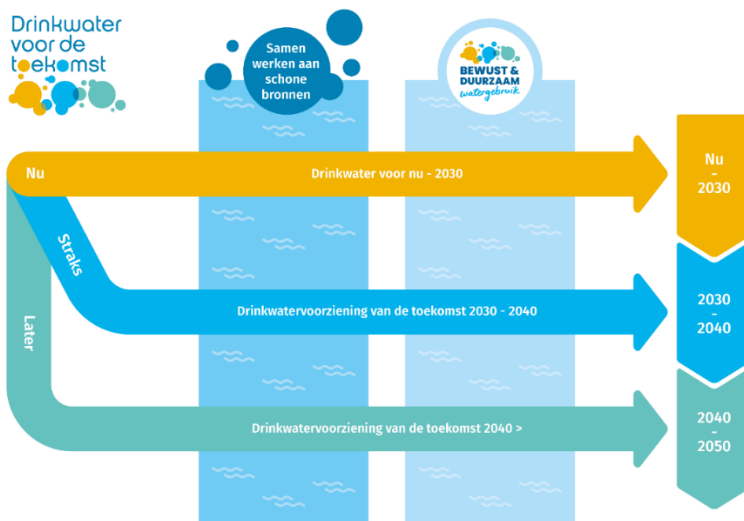 Drinkwater
voor de
toekomst
Samen
werken aan
schone
bronnen
BEWUST &
DUURZAAM
watergebruik
Nu
Drinkwater voor nu - 2030
Nu
-
2030
Straks
Drinkwatervoorziening van de toekomst 2030 - 2040
2030
-
2040
Later
Drinkwatervoorziening van de toekomst 2040 >
2040
-
2050